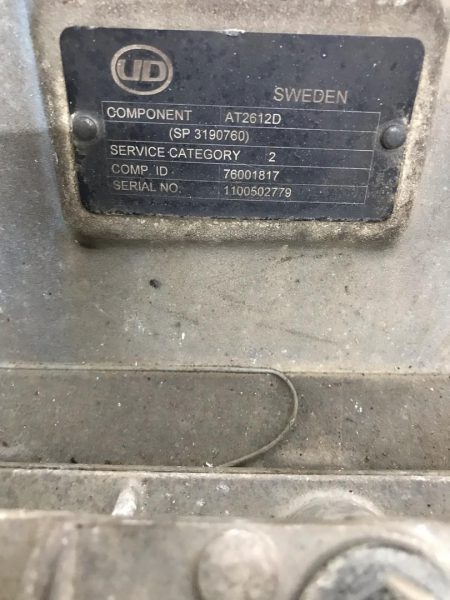 UD
SWEDEN
COMPONENT AT2612D
(SP 3190760)
SERVICE CATEGORY 2
COMP. ID 76001817
SERIAL NO. 1100502779